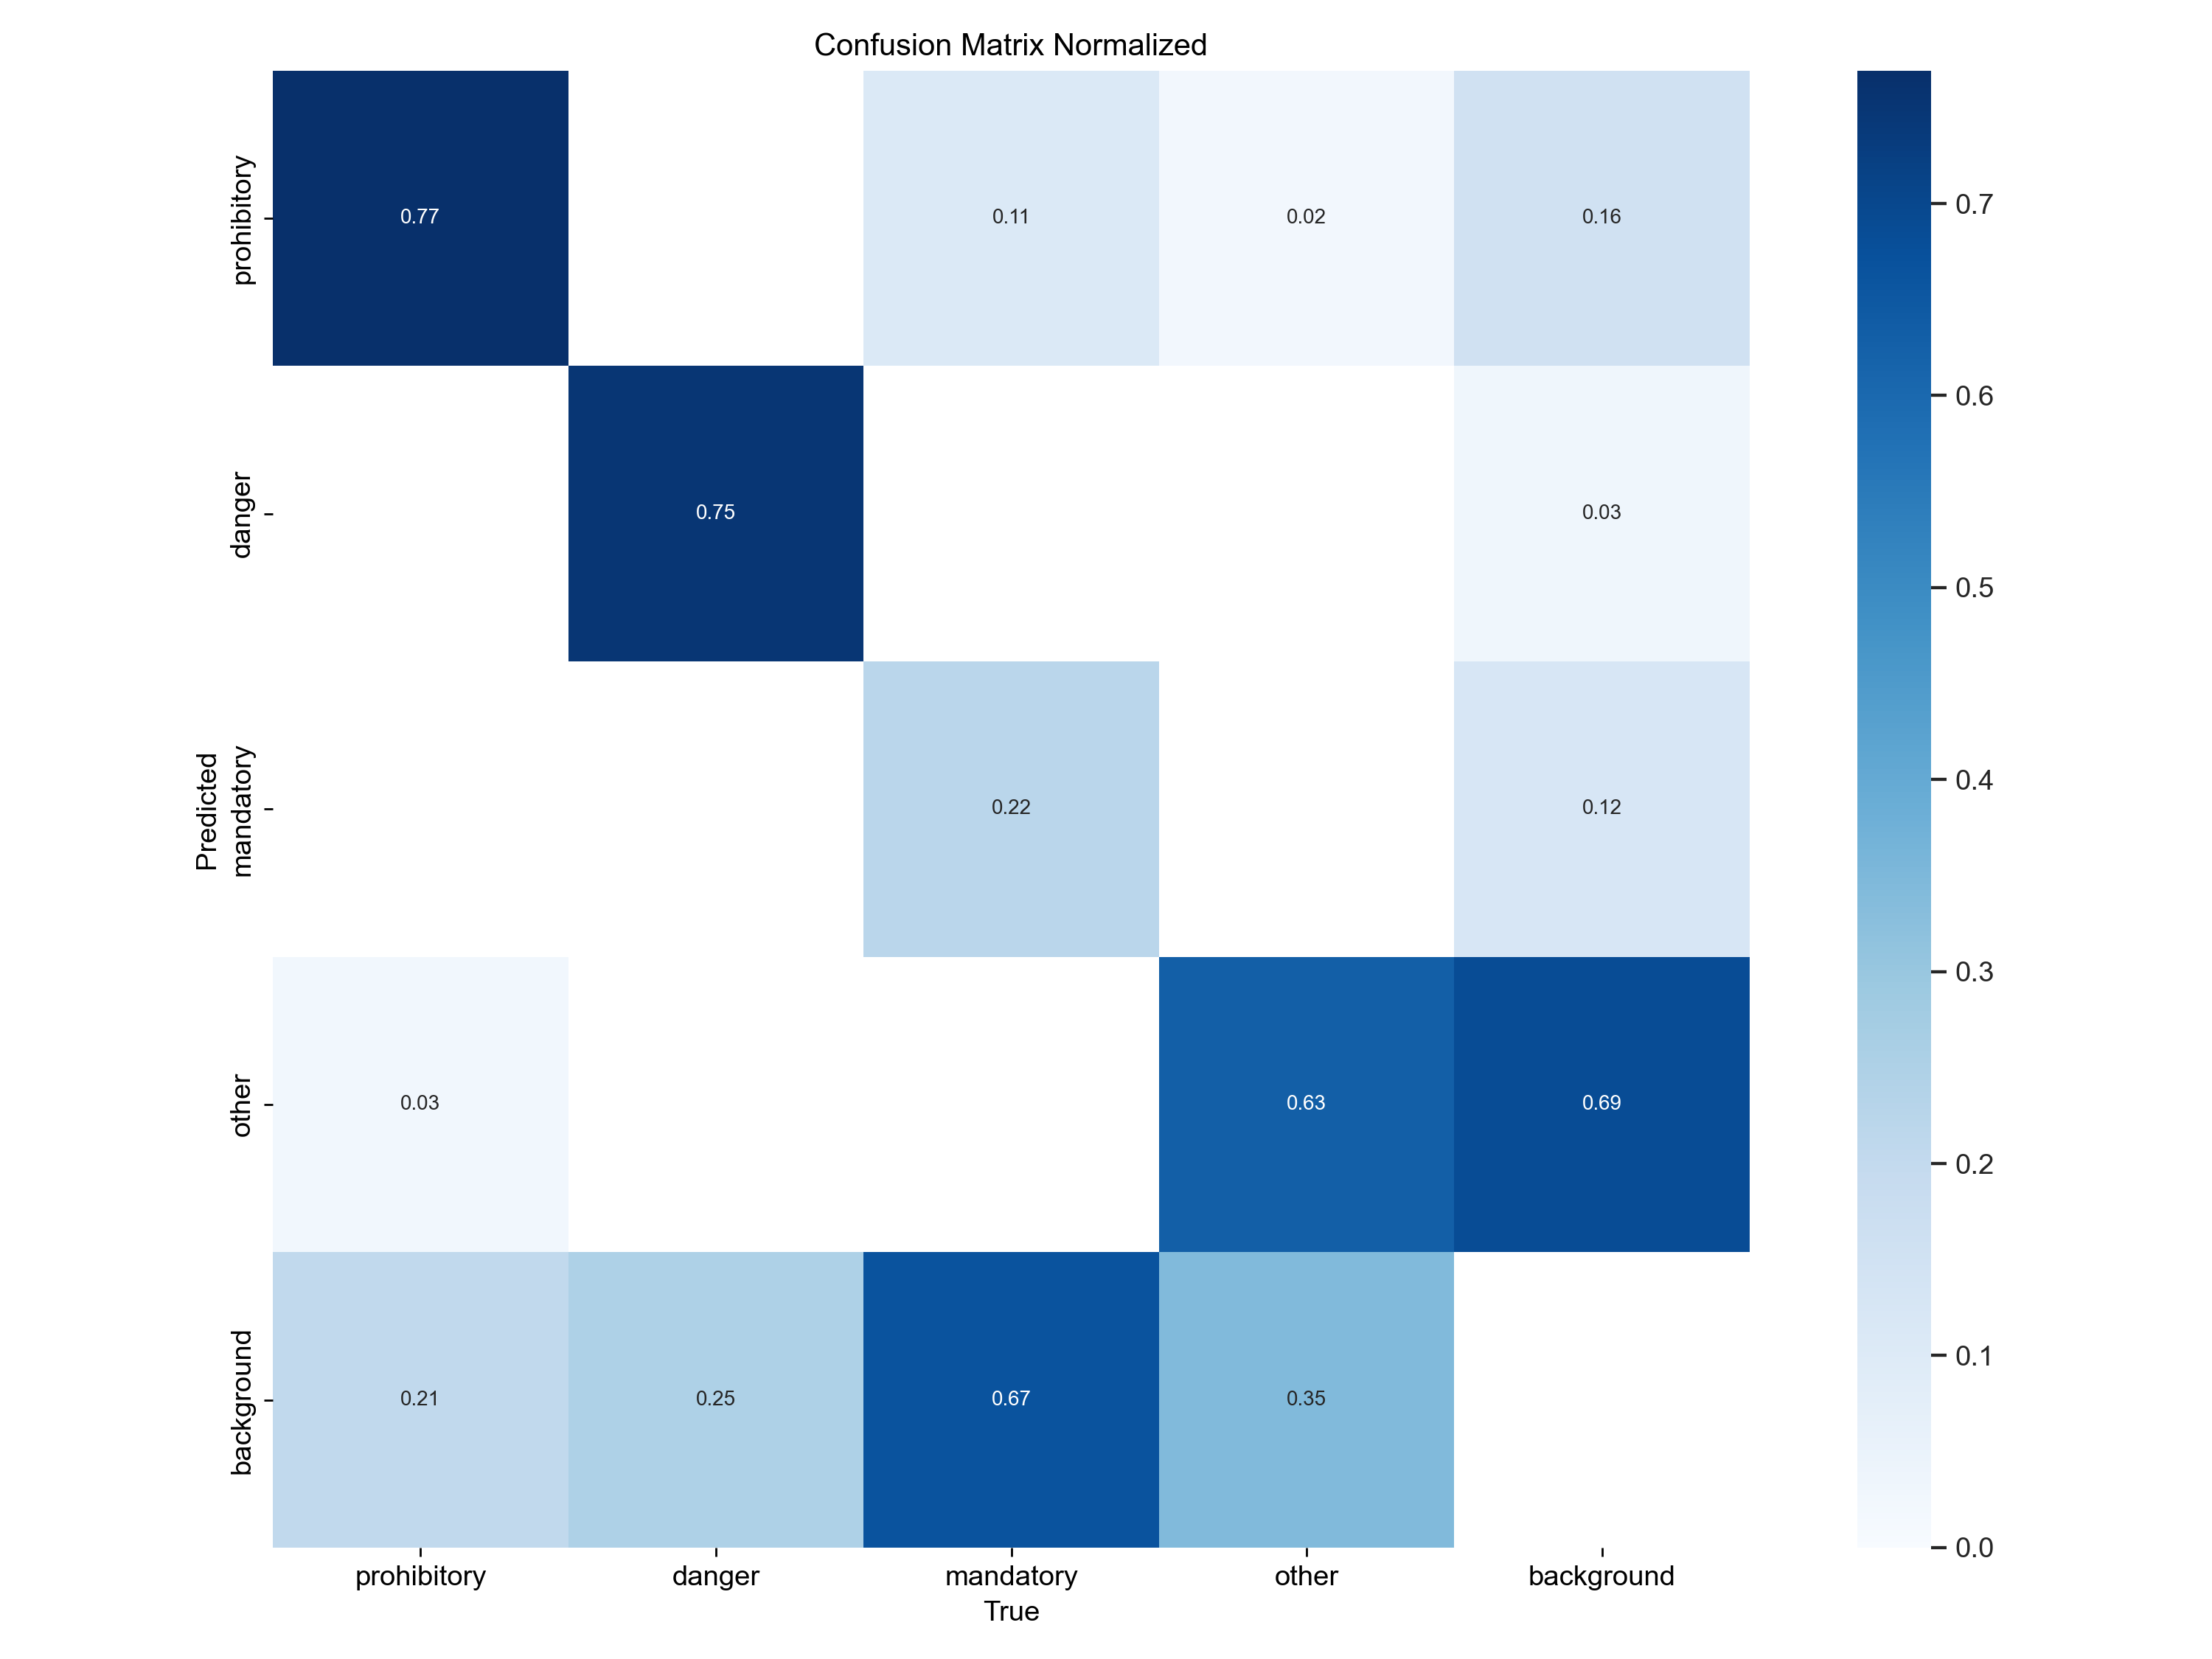 Confusion Matrix Normalized
prohibitory
0.77
0.11
0.02
0.16
danger
0.75
0.03
Predicted
mandatory
0.22
0.12
other
0.03
0.63
0.69
background
0.21
0.25
0.67
0.35
prohibitory
danger
mandatory
other
background
True
0.7
0.6
0.5
0.4
0.3
0.2
0.1
0.0